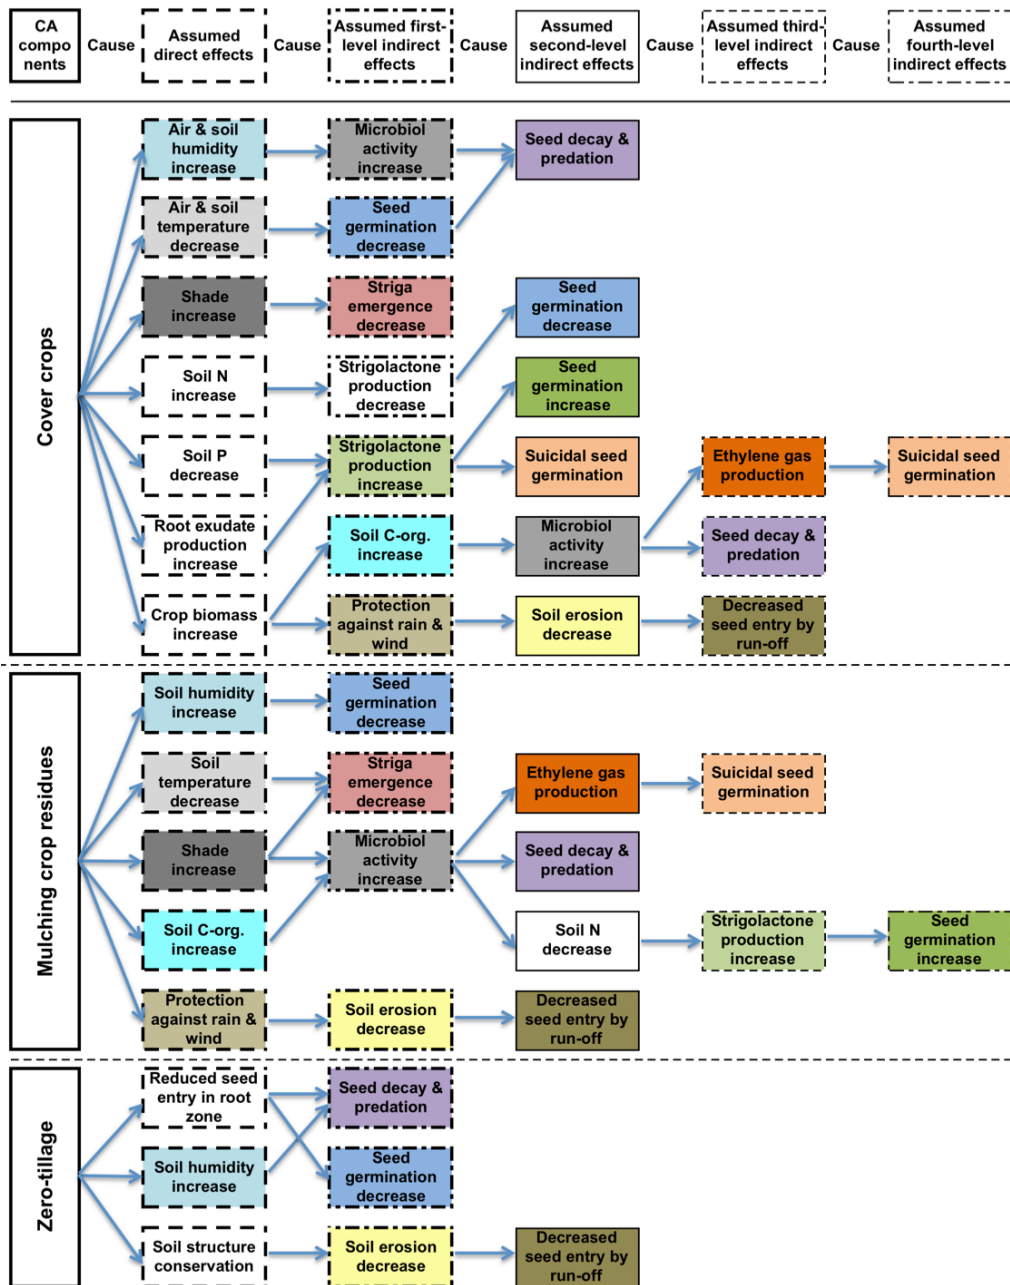 CA
compo
nents
Cause
Assumed
direct effects
Cause
Assumed first-
level indirect
effects
Cause
Assumed
second-level
indirect effects
Cause
Assumed third-
level indirect
effects
Cause
Assumed
fourth-level
indirect effects
Cover crops
Air & soil
humidity
increase
Microbiol
activity
increase
Seed decay &
predation
Air & soil
temperature
decrease
Seed
germination
decrease
Shade
increase
Striga
emergence
decrease
Seed
germination
decrease
Soil N
increase
Strigolactone
production
decrease
Seed
germination
increase
Soil P
decrease
Strigolactone
production
increase
Suicidal seed
germination
Ethylene gas
production
Suicidal seed
germination
Root exudate
production
increase
Soil C-org.
increase
Microbiol
activity
increase
Seed decay &
predation
Crop biomass
increase
Protection
against rain &
wind
Soil erosion
decrease
Decreased
seed entry by
run-off
Mulching crop residues
Soil humidity
increase
Seed
germination
decrease
Soil
temperature
decrease
Striga
emergence
decrease
Ethylene gas
production
Suicidal seed
germination
Shade
increase
Microbiol
activity
increase
Seed decay &
predation
Soil C-org.
increase
Soil N
decrease
Strigolactone
production
increase
Seed
germination
increase
Protection
against rain &
wind
Soil erosion
decrease
Decreased
seed entry by
run-off
Zero-tillage
Reduced seed
entry in root
zone
Seed decay &
predation
Soil humidity
increase
Seed
germination
decrease
Soil structure
conservation
Soil erosion
decrease
Decreased
seed entry by
run-off